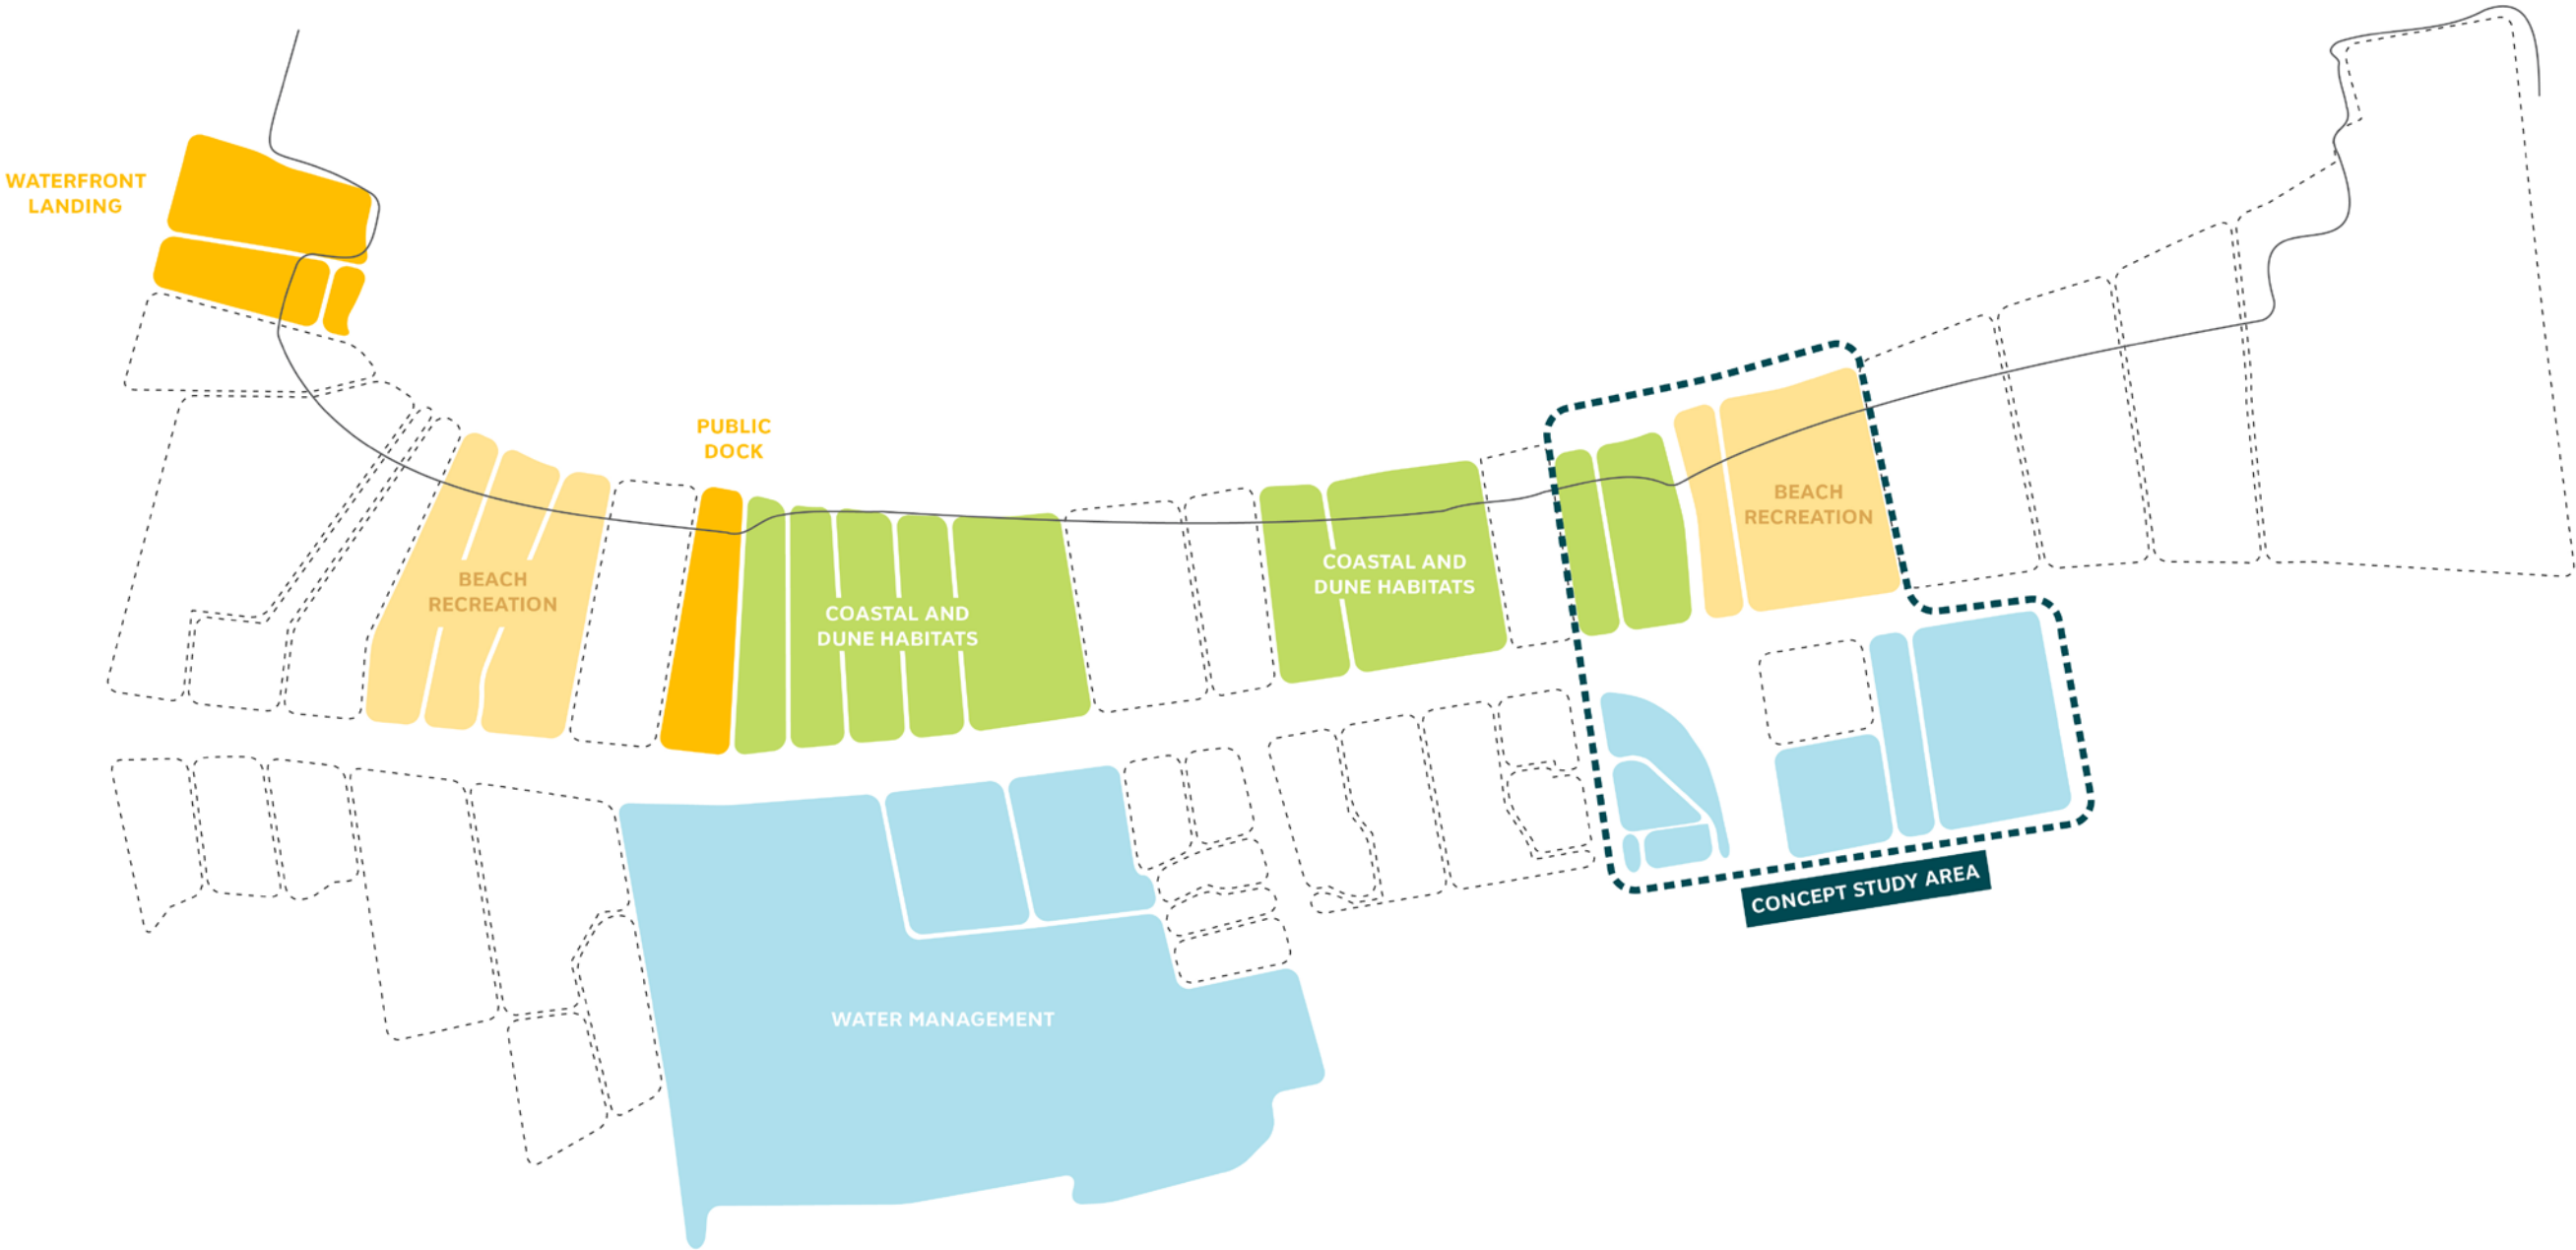 WATERFRONT
LANDING
PUBLIC
DOCK
BEACH
RECREATION
COASTAL AND
DUNE HABITATS
COASTAL AND
DUNE HABITATS
BEACH
RECREATION
CONCEPT STUDY AREA
WATER MANAGEMENT